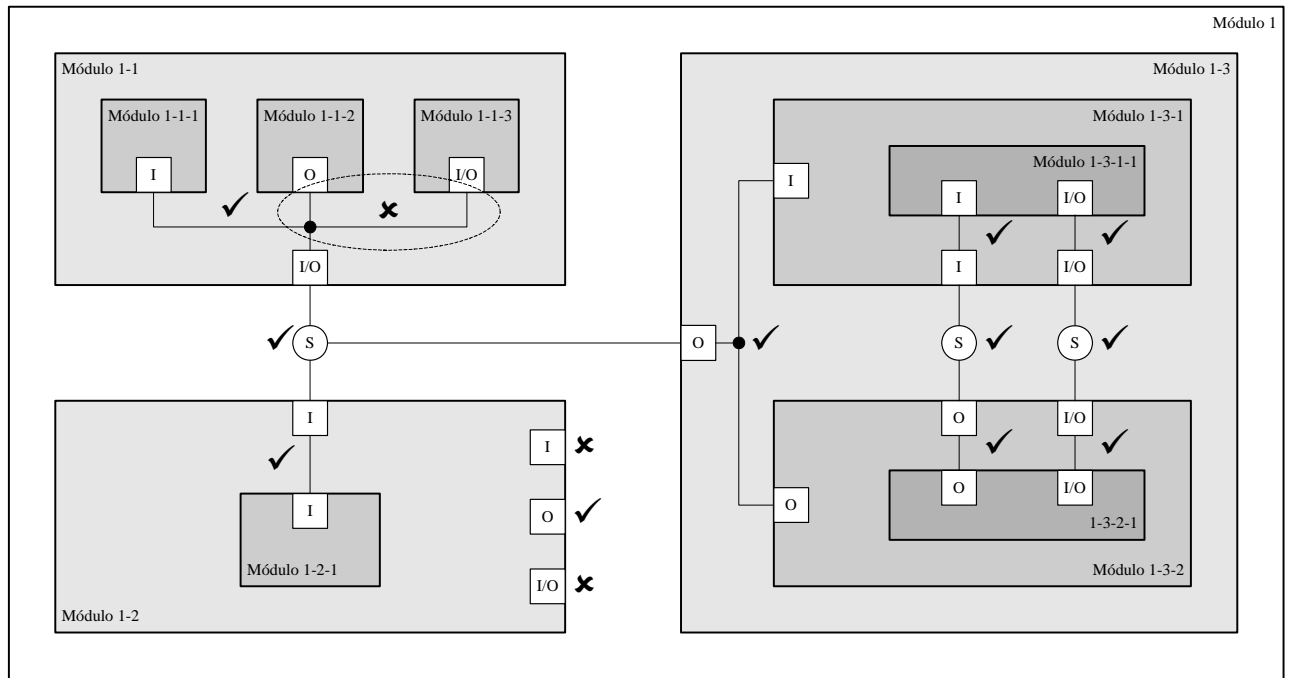 Módulo 1
Módulo 1-1
Módulo 1-1-1
Módulo 1-1-2
Módulo 1-1-3
I
O
I/O
I/O
S
Módulo 1-3
Módulo 1-3-1
Módulo 1-3-1-1
I
I
I/O
I
I/O
O
S
S
I
I
Módulo 1-2-1
Módulo 1-2
I
O
I/O
O
I/O
O
O
I/O
1-3-2-1
Módulo 1-3-2